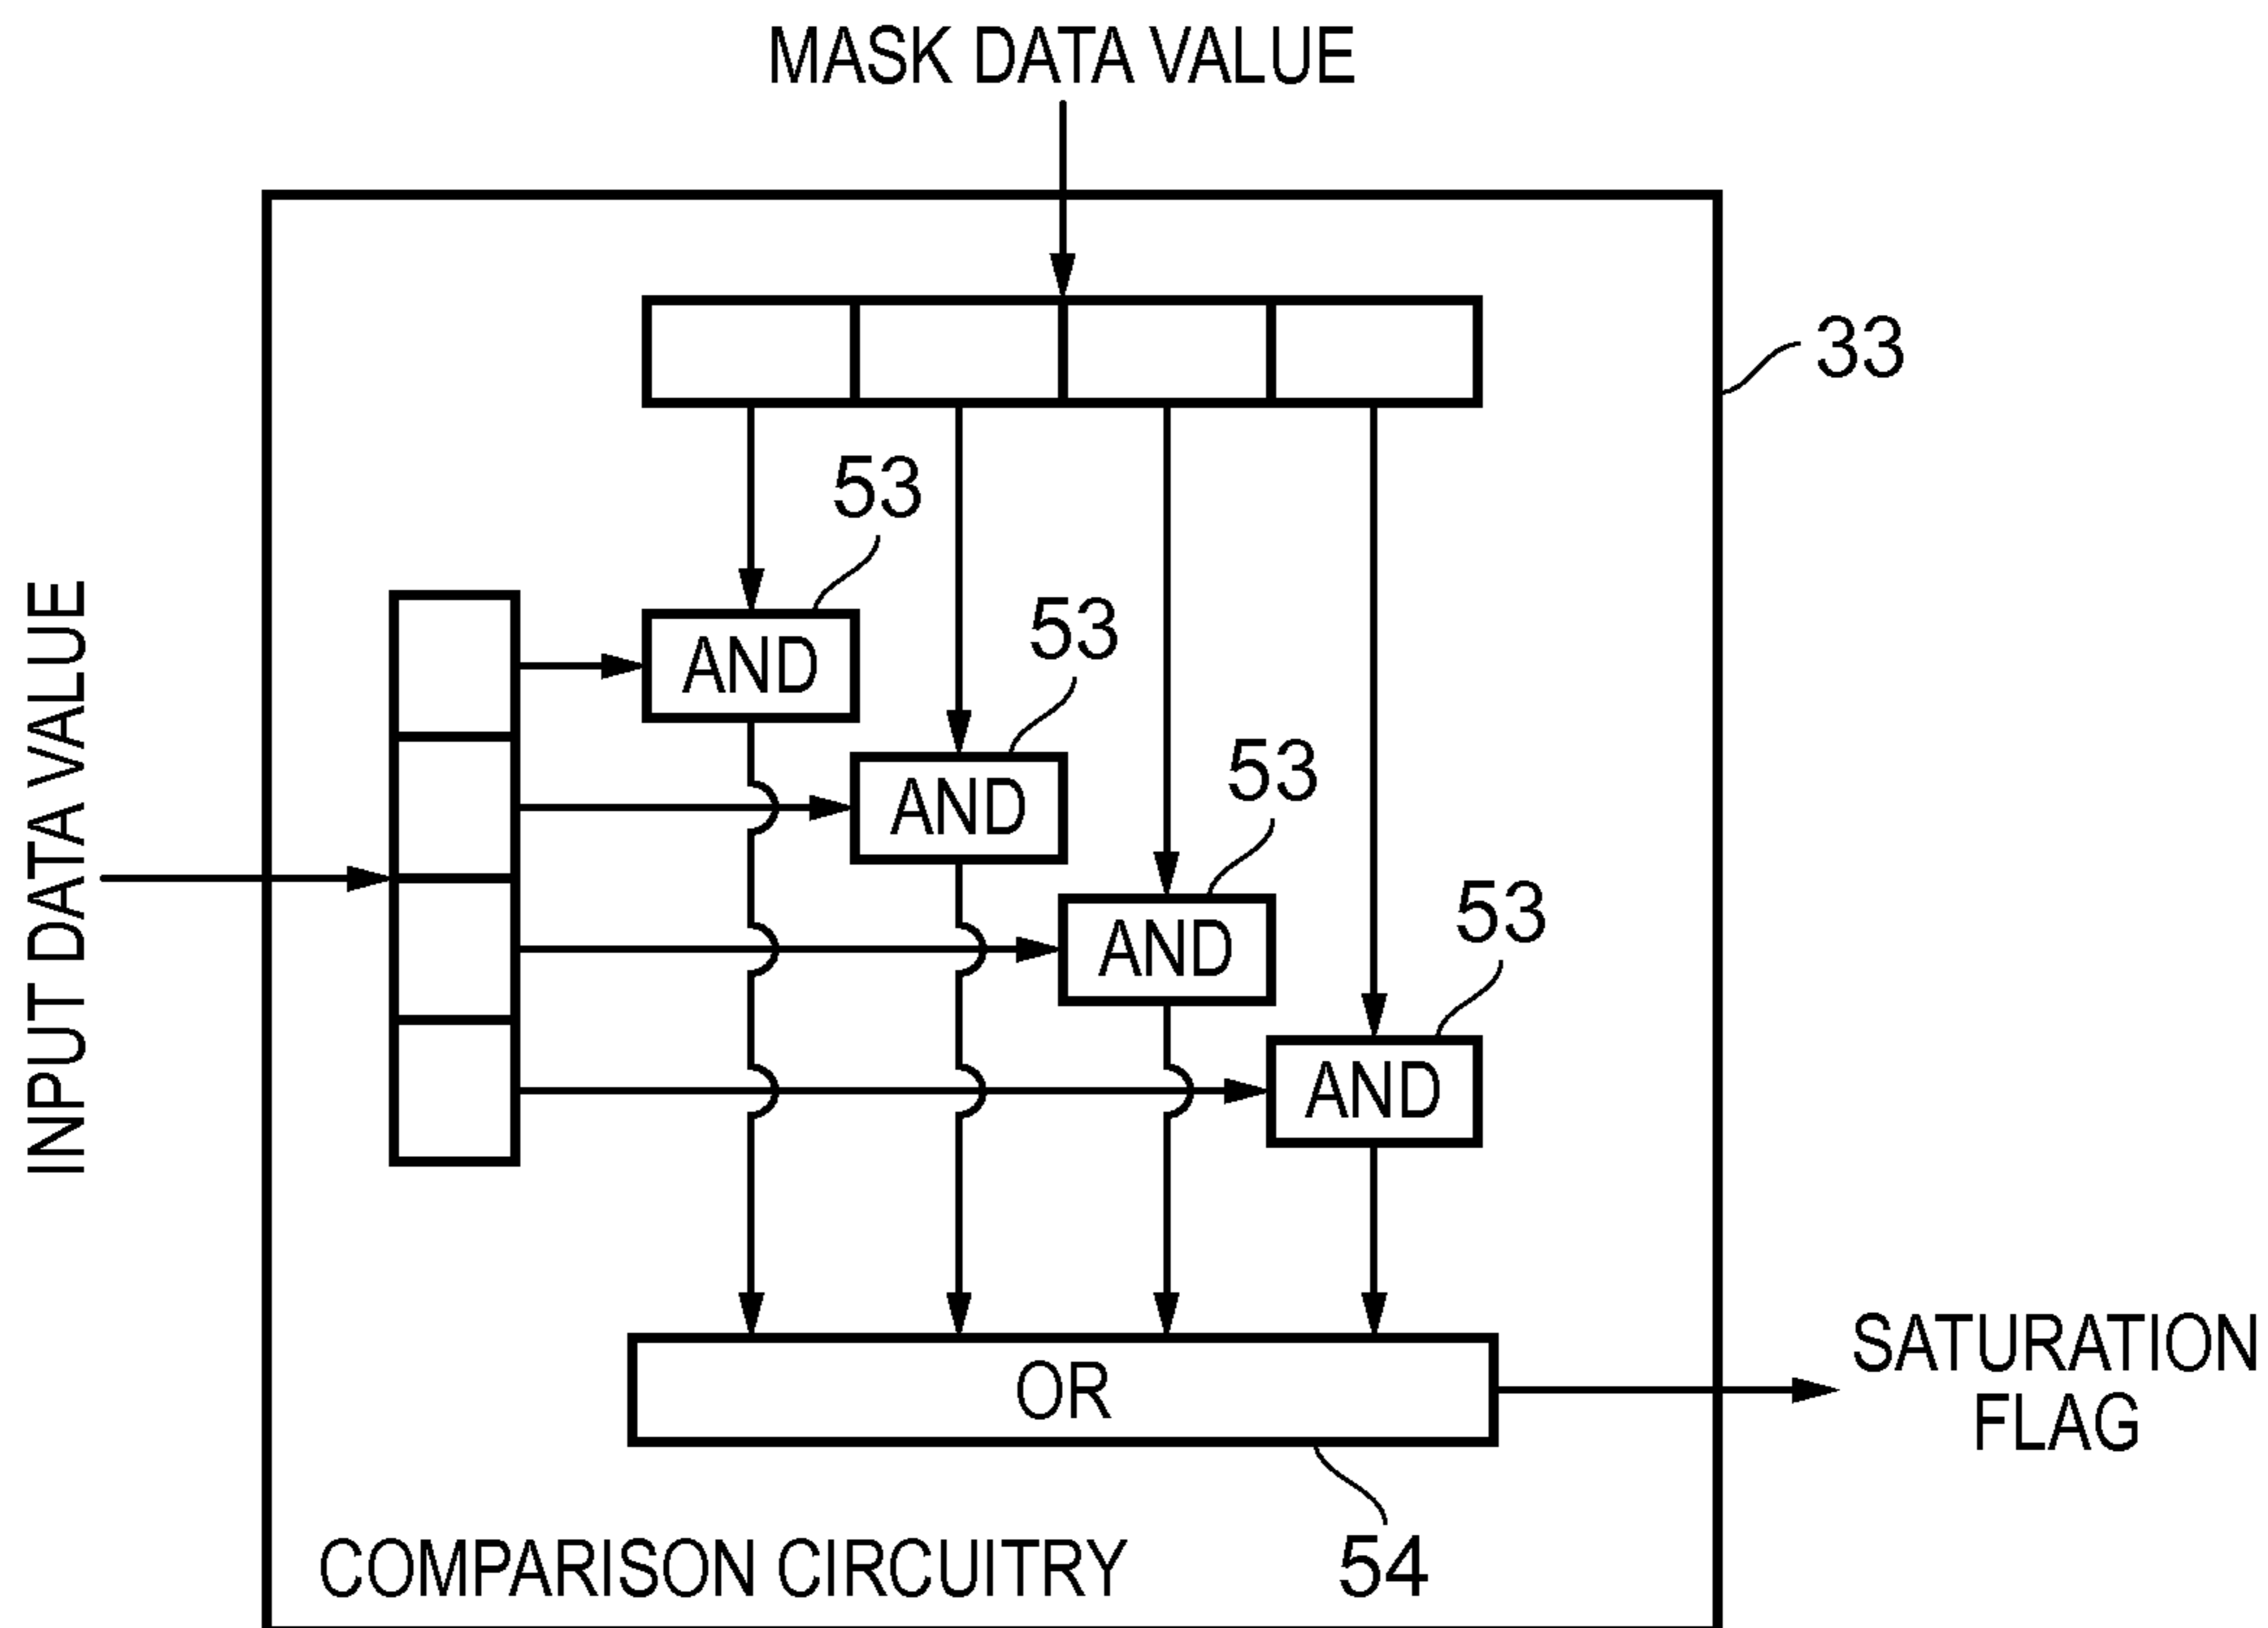 MASK DATA VALUE
33
53
53
53
53
AND
AND
AND
AND
INPUT DATA VALUE
OR
SATURATION
FLAG
54
COMPARISON CIRCUITRY